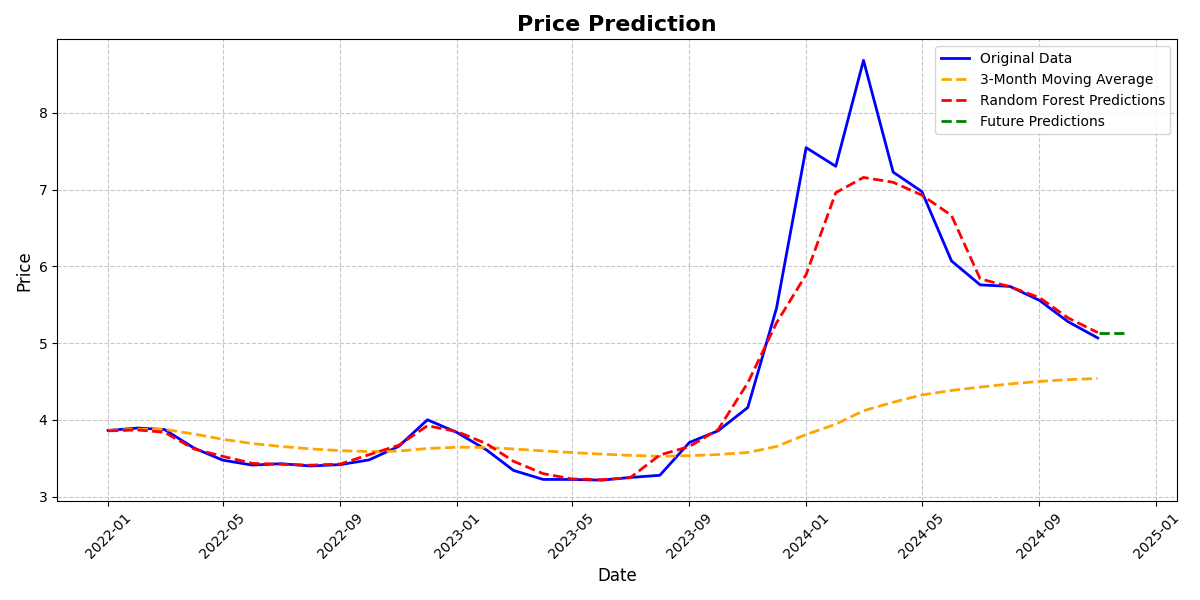 Price Prediction
Original Data
3-Month Moving Average
Random Forest Predictions
Future Predictions
Price
8
7
6
5
4
3
2022-01
2022-05
2022-09
2023-01
2023-05
2023-09
2024-01
2024-05
2024-09
2025-01
Date